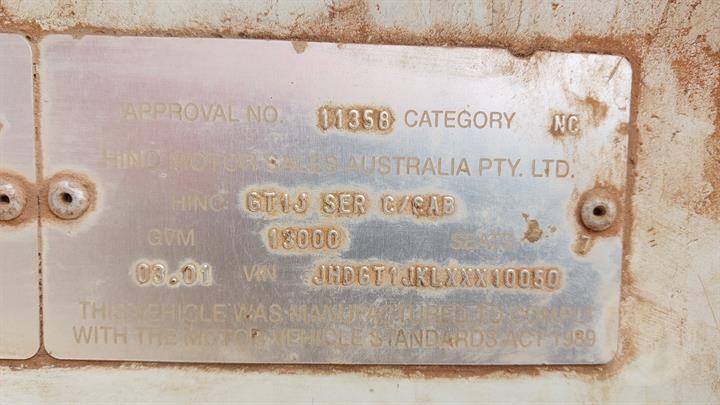 APPROVAL NO. 11358 CATEGORY NC
HINO MOTOR SALES AUSTRALIA PTY. LTD.
HINO GT1J SER C/CAB
GVM 13000 SEATS 7
03.01 VIN JHDGT1JKLXXX10050
THIS VEHICLE WAS MANUFACTURED TO COMPLY
WITH THE MOTOR VEHICLE STANDARDS ACT 1989